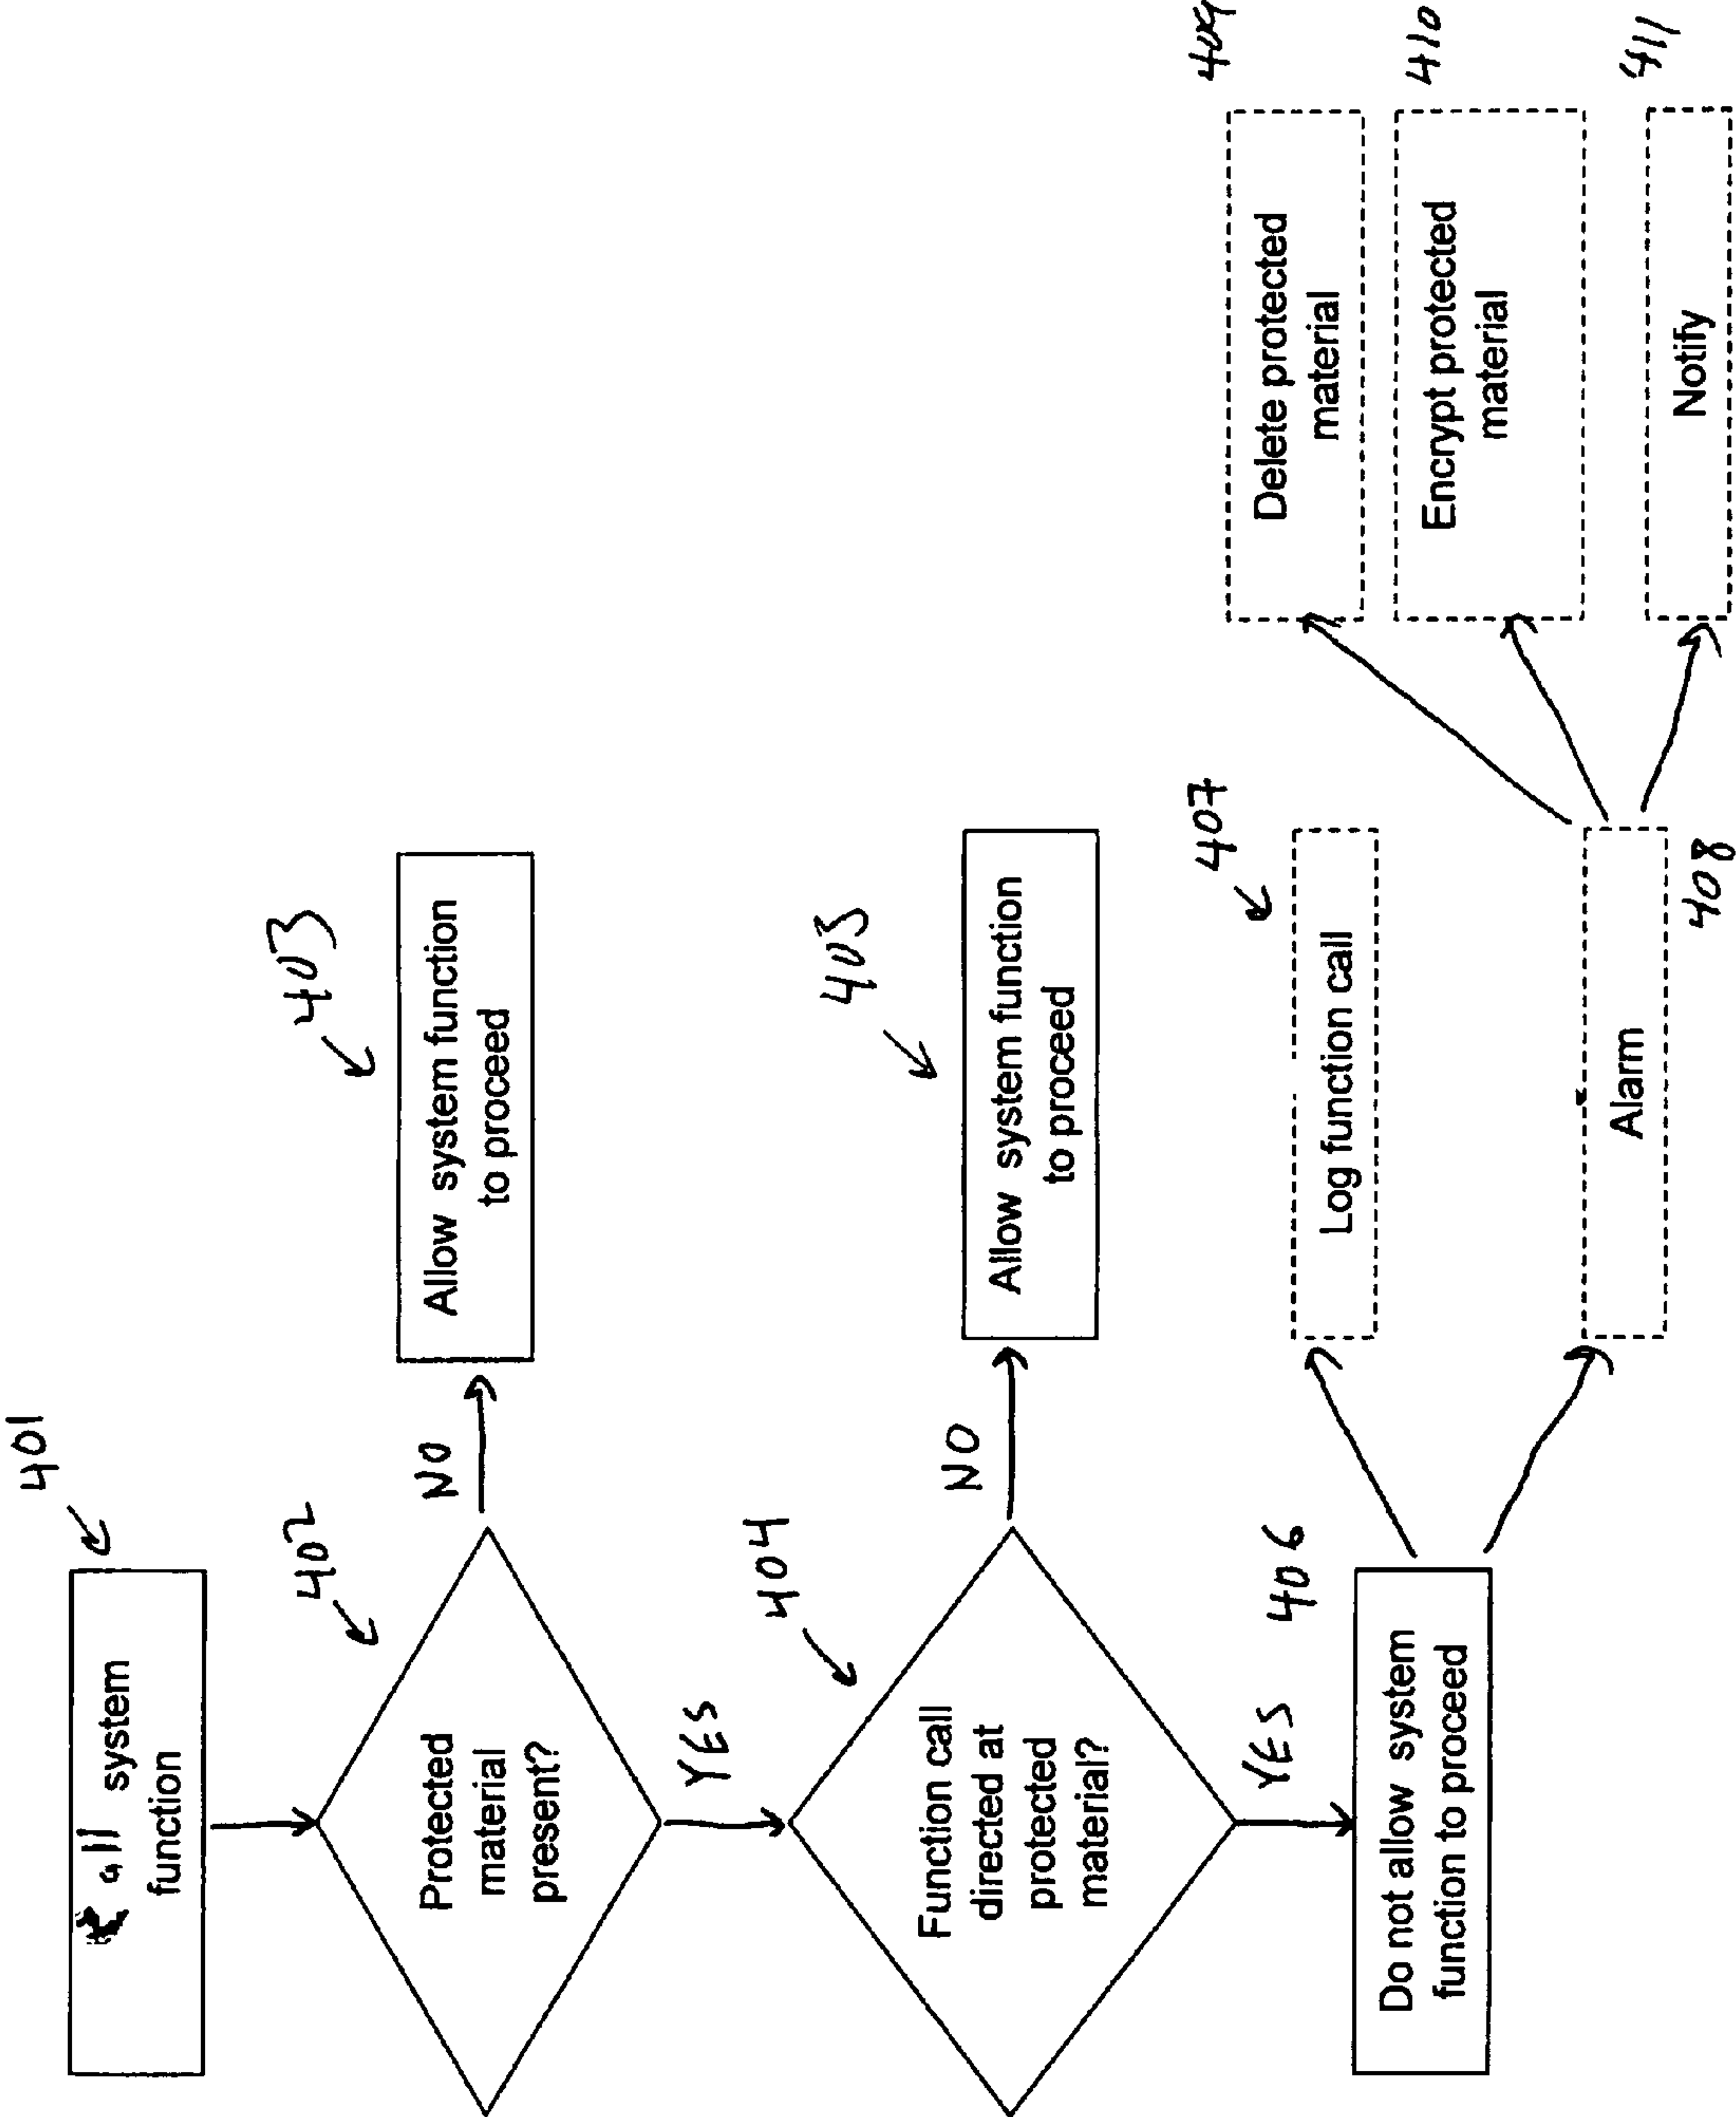 401
Call system
function
402
Protected
material
present?
NO
403
Allow system function
to proceed
YES
404
Function call
directed at
protected
material?
NO
405
Allow system function
to proceed
YES
406
Do not allow system
function to proceed
407
Log function call
Alarm
408
409
Delete protected
material
410
Encrypt protected
material
411
Notify